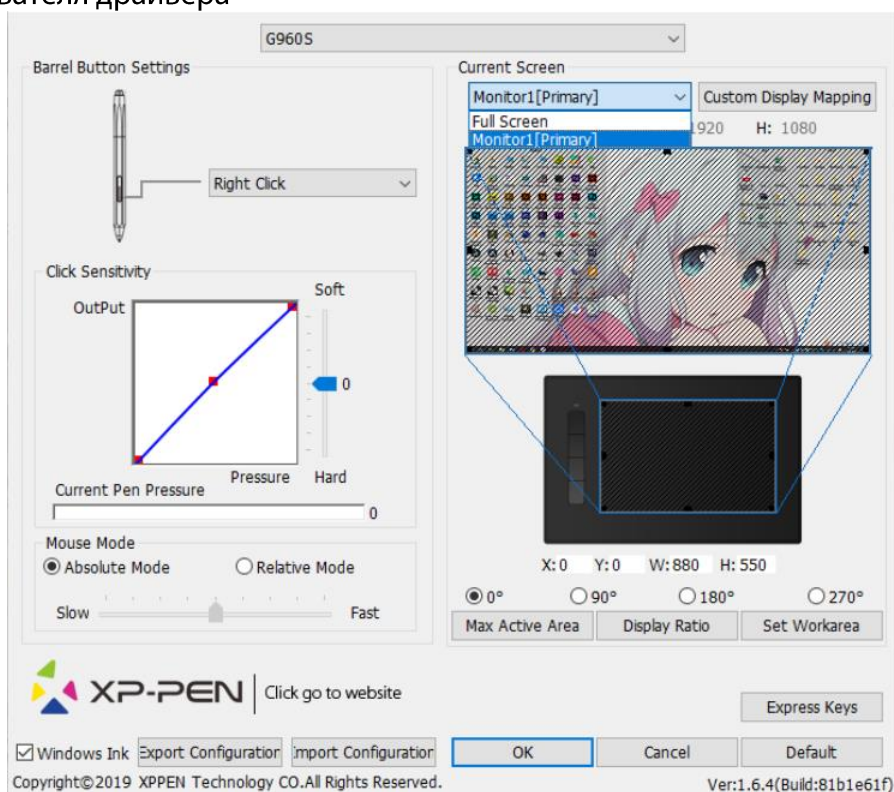 G960S
Barrel Button Settings
Right Click
Click Sensitivity
OutPut
Soft
0
Pressure
Hard
Current Pen Pressure
0
Mouse Mode
Absolute Mode
Relative Mode
Slow
Fast
Current Screen
Monitor1[Primary]
Custom Display Mapping
Full Screen
Monitor1[Primary]
1920 H: 1080
X: 0 Y: 0 W: 880 H: 550
0° 90° 180° 270°
Max Active Area
Display Ratio
Set Workarea
XP-PEN
Click go to website
Express Keys
Windows Ink
Export Configuration
Import Configuration
OK
Cancel
Default
Copyright©2019 XPPEN Technology CO.All Rights Reserved.
Ver:1.6.4(Build:81b1e61f)